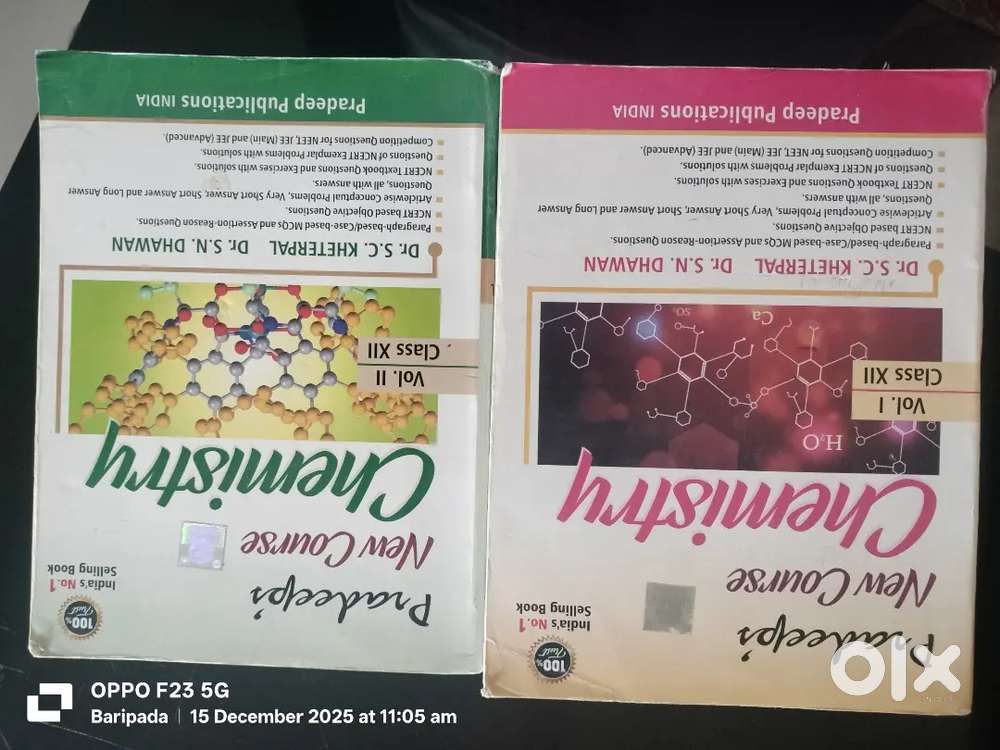 Pradeep's
New Course
Chemistry
100%
India's No.1
Selling Book
Vol. II
Class XII
Dr. S.C. KHETERPAL Dr. S.N. DHAWAN
Paragraph-based/Case-based MCQs and Assertion-Reason Questions.
NCERT based Objective Questions.
Articlewise Conceptual Problems, Very Short Answer, Short Answer and Long Answer
Questions, all with answers.
NCERT Textbook Questions and Exercises with solutions.
Questions of NCERT Exemplar Problems with solutions.
Competition Questions for NEET, JEE (Main) and JEE (Advanced).
Pradeep Publications INDIA
Pradeep's
New Course
Chemistry
100%
India's No.1
Selling Book
H₂O
Ca
SO
Vol. I
Class XII
Dr. S.C. KHETERPAL Dr. S.N. DHAWAN
Paragraph-based/Case-based MCQs and Assertion-Reason Questions.
NCERT based Objective Questions.
Articlewise Conceptual Problems, Very Short Answer, Short Answer and Long Answer
Questions, all with answers.
NCERT Textbook Questions and Exercises with solutions.
Questions of NCERT Exemplar Problems with solutions.
Competition Questions for NEET, JEE (Main) and JEE (Advanced).
Pradeep Publications INDIA
olx
OPPO F23 5G
Baripada | 15 December 2025 at 11:05 am